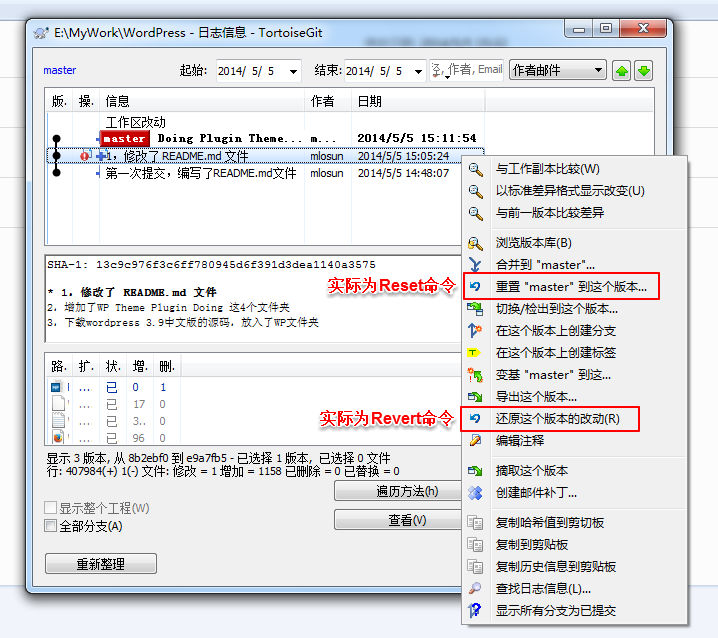 E:\MyWork\WordPress - 日志信息 - TortoiseGit
master
起始: 2014/ 5/ 5 结束: 2014/ 5/ 5 作者, Email 作者邮件
版. 操. 信息 作者 日期
工作区改动
master Doing Plugin Theme... m... 2014/5/5 15:11:54
1，修改了 README.md 文件 mlosun 2014/5/5 15:05:24
第一次提交，编写了README.md文件 mlosun 2014/5/5 14:48:07
SHA-1: 13c9c976f3c6ff780945d6f391d3dea1140a3575
* 1，修改了 README.md 文件
2，增加了WP Theme Plugin Doing 这4个文件夹
3，下载wordpress 3.9中文版的源码，放入了WP文件夹
路. 扩. 状. 增. 删.
... 已 0 1
... 已 17 0
... 已 3.. 0
... 已 96 0
显示 3 版本, 从 8b2ebf0 到 e9a7fb5 - 已选择 1 版本, 已选择 0 文件
行: 407984(+) 1(-) 文件: 修改 = 1 增加 = 1158 已删除 = 0 已替换 = 0
显示整个工程(W)
全部分支(A)
遍历方法(h)
查看(V)
重新整理
与工作副本比较(W)
以标准差异格式显示改变(U)
与前一版本比较差异
浏览版本库(B)
合并到 "master"...
实际为Reset命令
重置 "master" 到这个版本...
切换/检出到这个版本...
在这个版本上创建分支
在这个版本上创建标签
变基 "master" 到这...
导出这个版本...
实际为Revert命令
还原这个版本的改动(R)
编辑注释
摘取这个版本
创建邮件补丁...
复制哈希值到剪切板
复制到剪贴板
复制历史信息到剪贴板
查找日志信息(L)...
显示所有分支为已提交